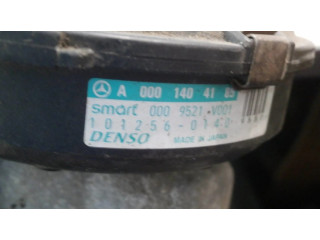 A 000 140 41 85
smart 000 9521 V001
101256-0140
DENSO MADE IN JAPAN